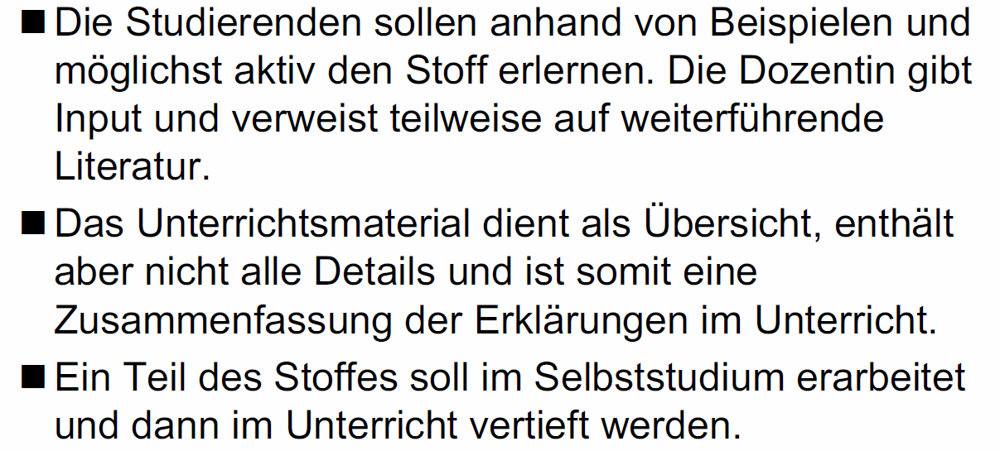 ■ Die Studierenden sollen anhand von Beispielen und
möglichst aktiv den Stoff erlernen. Die Dozentin gibt
Input und verweist teilweise auf weiterführende
Literatur.
■ Das Unterrichtsmaterial dient als Übersicht, enthält
aber nicht alle Details und ist somit eine
Zusammenfassung der Erklärungen im Unterricht.
■ Ein Teil des Stoffes soll im Selbststudium erarbeitet
und dann im Unterricht vertieft werden.